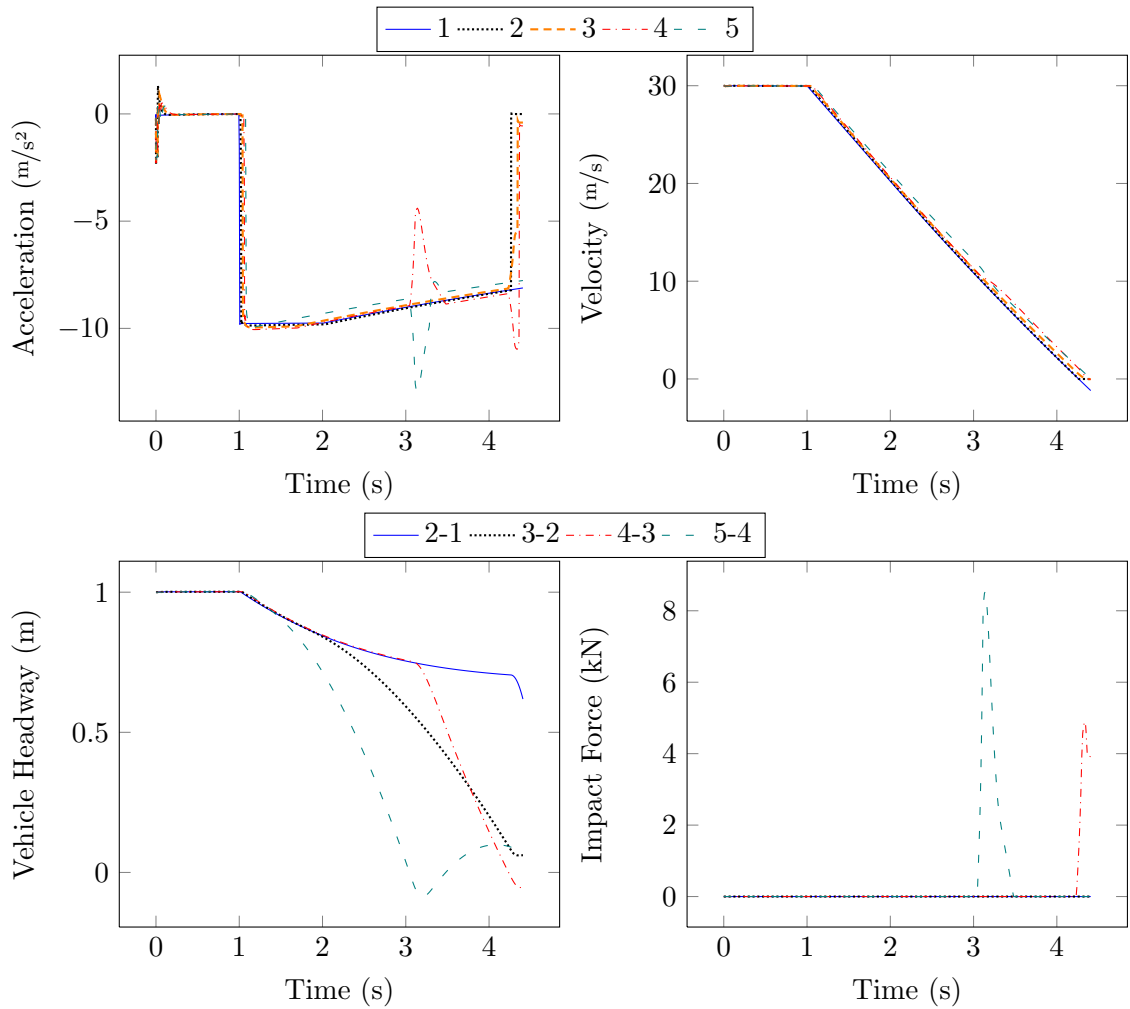 1 2 3 4 5
0
−5
−10
Acceleration (m/s²)
0 1 2 3 4
Time (s)
30
20
10
0
Velocity (m/s)
0 1 2 3 4
Time (s)
2-1 3-2 4-3 5-4
1
0.5
0
Vehicle Headway (m)
0 1 2 3 4
Time (s)
8
6
4
2
0
Impact Force (kN)
0 1 2 3 4
Time (s)